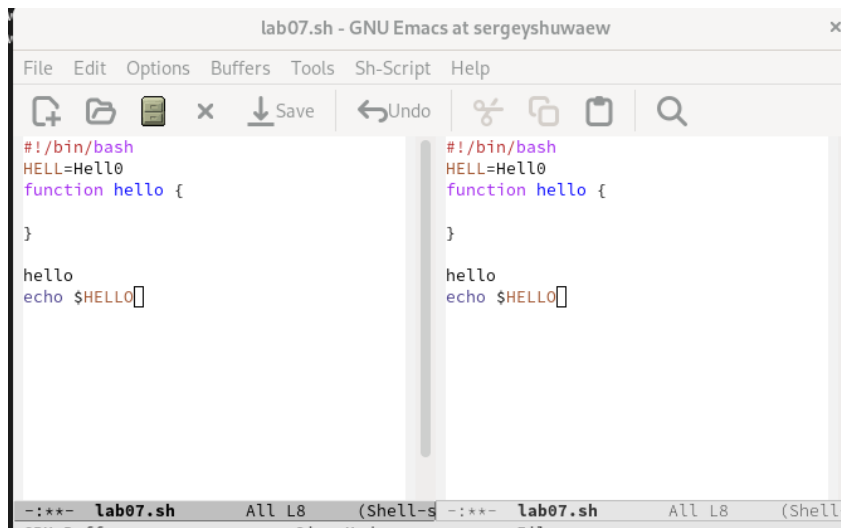 lab07.sh - GNU Emacs at sergeyshuwaew
File Edit Options Buffers Tools Sh-Script Help
Save Undo
#!/bin/bash
HELL=Hell0
function hello {
}
hello
echo $HELLO
#!/bin/bash
HELL=Hell0
function hello {
}
hello
echo $HELLO
-:**- lab07.sh All L8 (Shell-s
-:**- lab07.sh All L8 (Shell